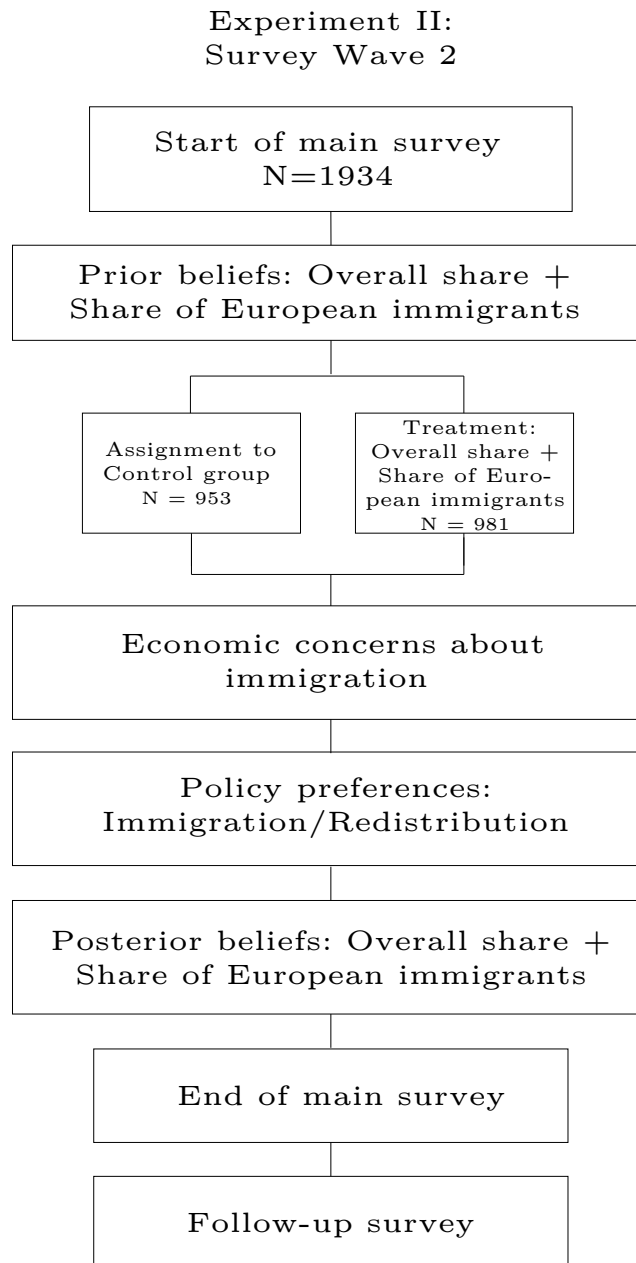 Experiment II:
Survey Wave 2
Start of main survey
N=1934
Prior beliefs: Overall share +
Share of European immigrants
Assignment to
Control group
N = 953
Treatment:
Overall share +
Share of Euro-
pean immigrants
N = 981
Economic concerns about
immigration
Policy preferences:
Immigration/Redistribution
Posterior beliefs: Overall share +
Share of European immigrants
End of main survey
Follow-up survey